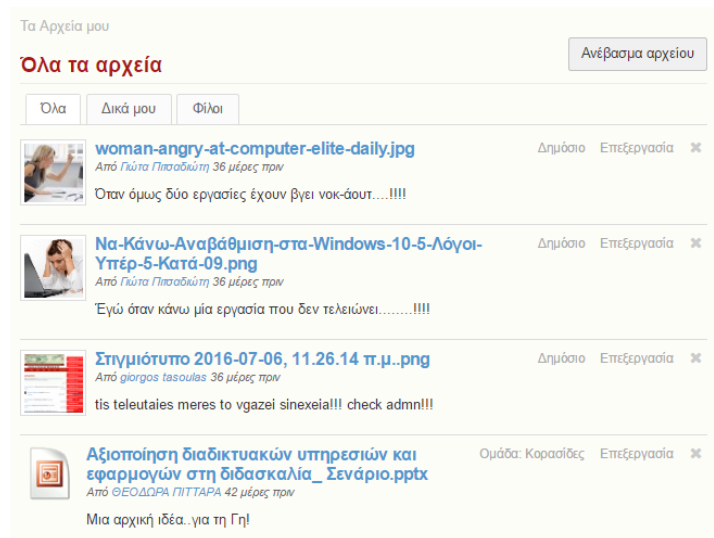 Τα Αρχεία μου
Όλα τα αρχεία
Ανέβασμα αρχείου
Όλα Δικά μου Φίλοι
woman-angry-at-computer-elite-daily.jpg Δημόσιο Επεξεργασία ✖
Από Γιώτα Πιτσαδιώτη 36 μέρες πριν
Όταν όμως δύο εργασίες έχουν βγει νοκ-άουτ....!!!!
Να-Κάνω-Αναβάθμιση-στα-Windows-10-5-Λόγοι- Δημόσιο Επεξεργασία ✖
Υπέρ-5-Κατά-09.png
Από Γιώτα Πιτσαδιώτη 36 μέρες πριν
Έγώ όταν κάνω μία εργασία που δεν τελειώνει........!!!!
Στιγμιότυπο 2016-07-06, 11.26.14 π.μ..png Δημόσιο Επεξεργασία ✖
Από giorgos tasoulas 36 μέρες πριν
tis teleutaies meres to vgazei sinexeia!!! check admn!!!
Αξιοποίηση διαδικτυακών υπηρεσιών και Ομάδα: Κορασίδες Επεξεργασία ✖
εφαρμογών στη διδασκαλία_ Σενάριο.pptx
Από ΘΕΟΔΩΡΑ ΠΙΤΤΑΡΑ 42 μέρες πριν
Μια αρχική ιδέα..για τη Γη!